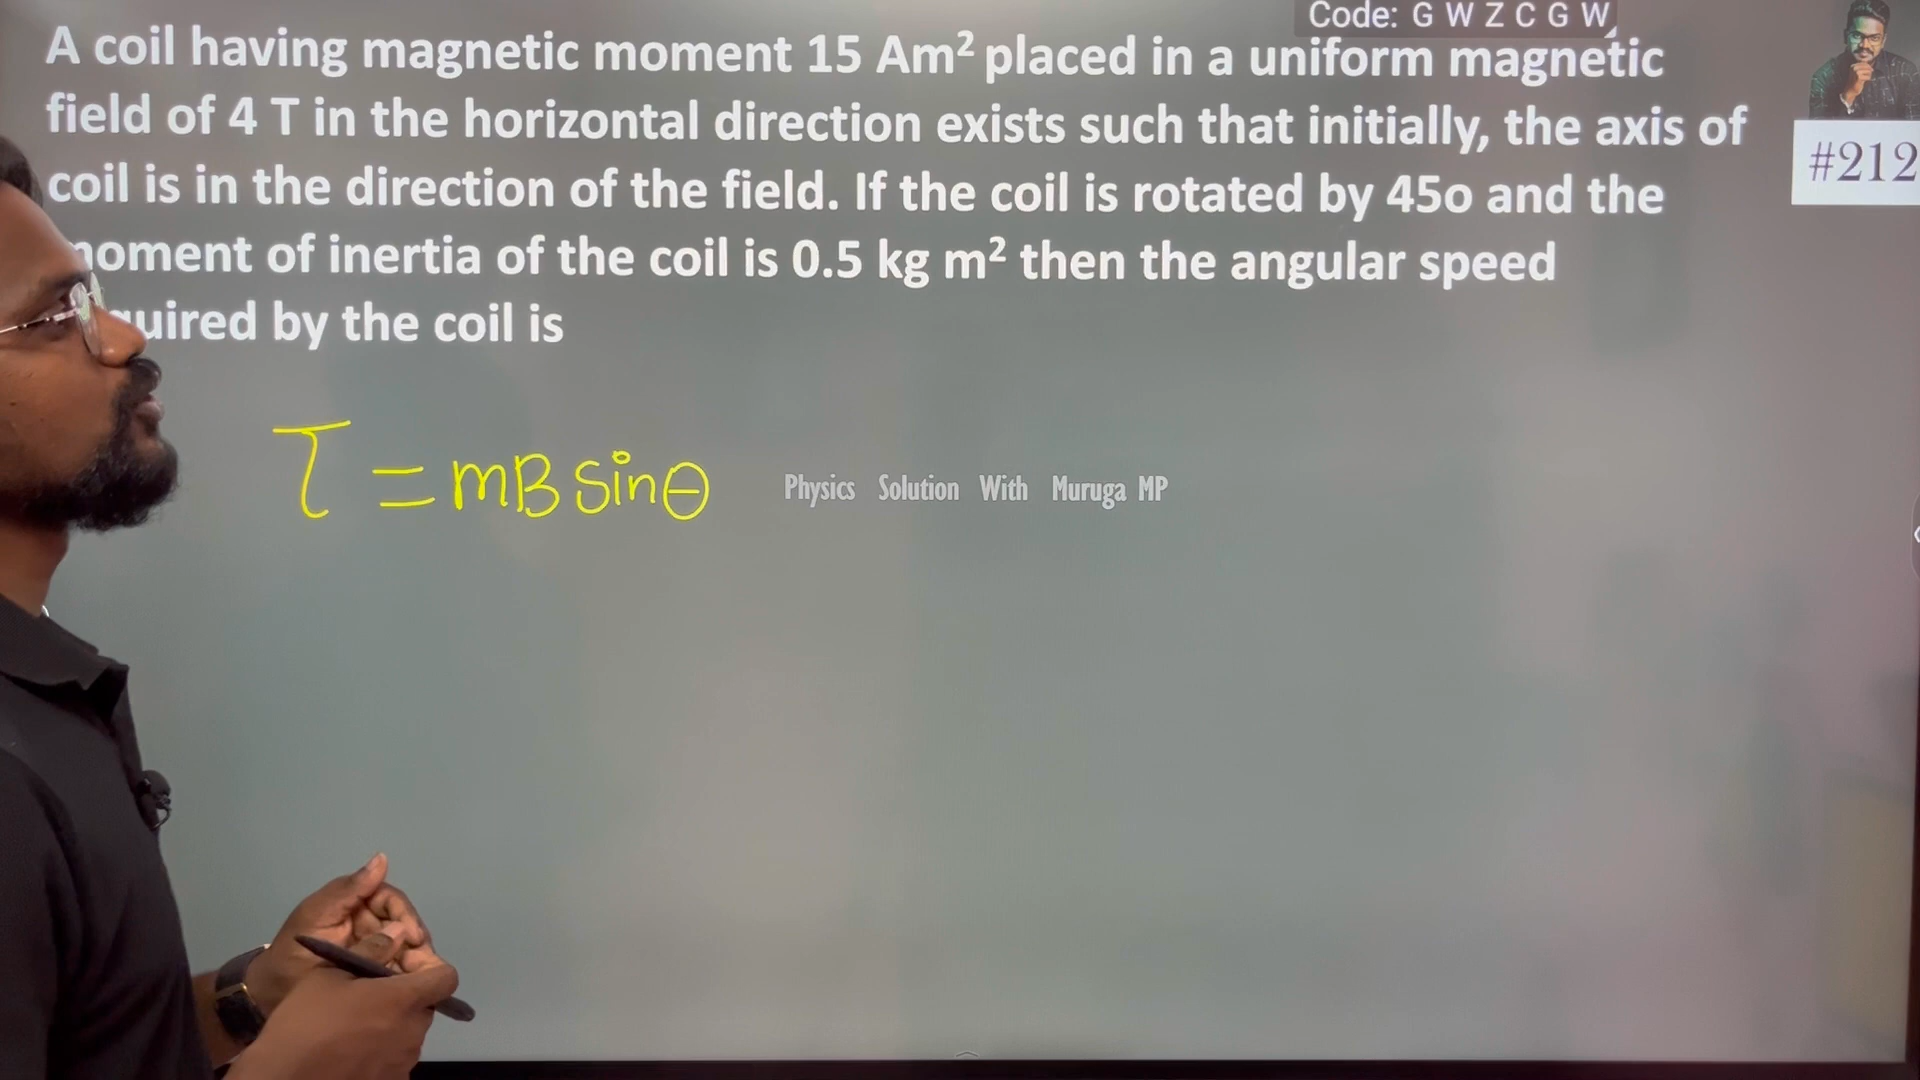 Code: G W Z C G W
A coil having magnetic moment 15 Am² placed in a uniform magnetic
field of 4 T in the horizontal direction exists such that initially, the axis of
#212
coil is in the direction of the field. If the coil is rotated by 45o and the
moment of inertia of the coil is 0.5 kg m² then the angular speed
quired by the coil is
τ = mB sinθ
Physics Solution With Muruga MP